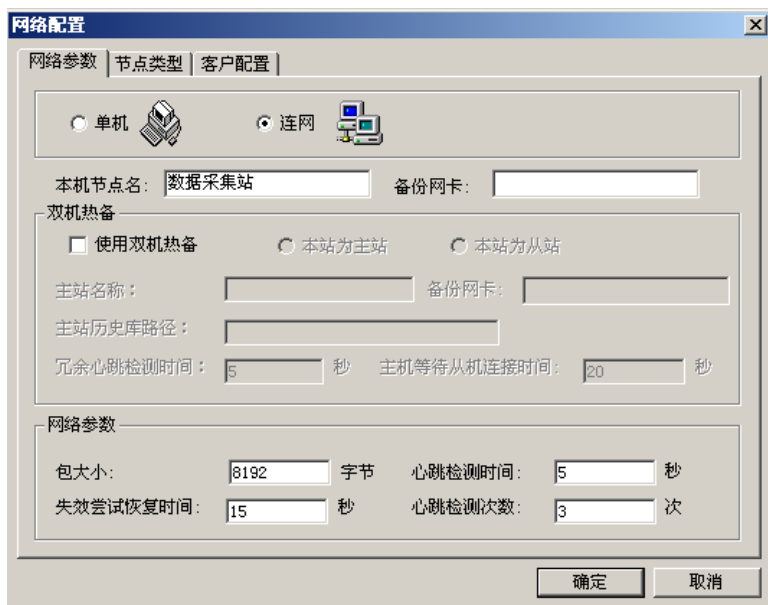 网络配置
网络参数 节点类型 客户配置
单机 连网
本机节点名: 数据采集站 备份网卡:
双机热备
使用双机热备 本站为主站 本站为从站
主站名称: 备份网卡:
主站历史库路径:
冗余心跳检测时间: 5 秒 主机等待从机连接时间: 20 秒
网络参数
包大小: 8192 字节 心跳检测时间: 5 秒
失效尝试恢复时间: 15 秒 心跳检测次数: 3 次
确定 取消